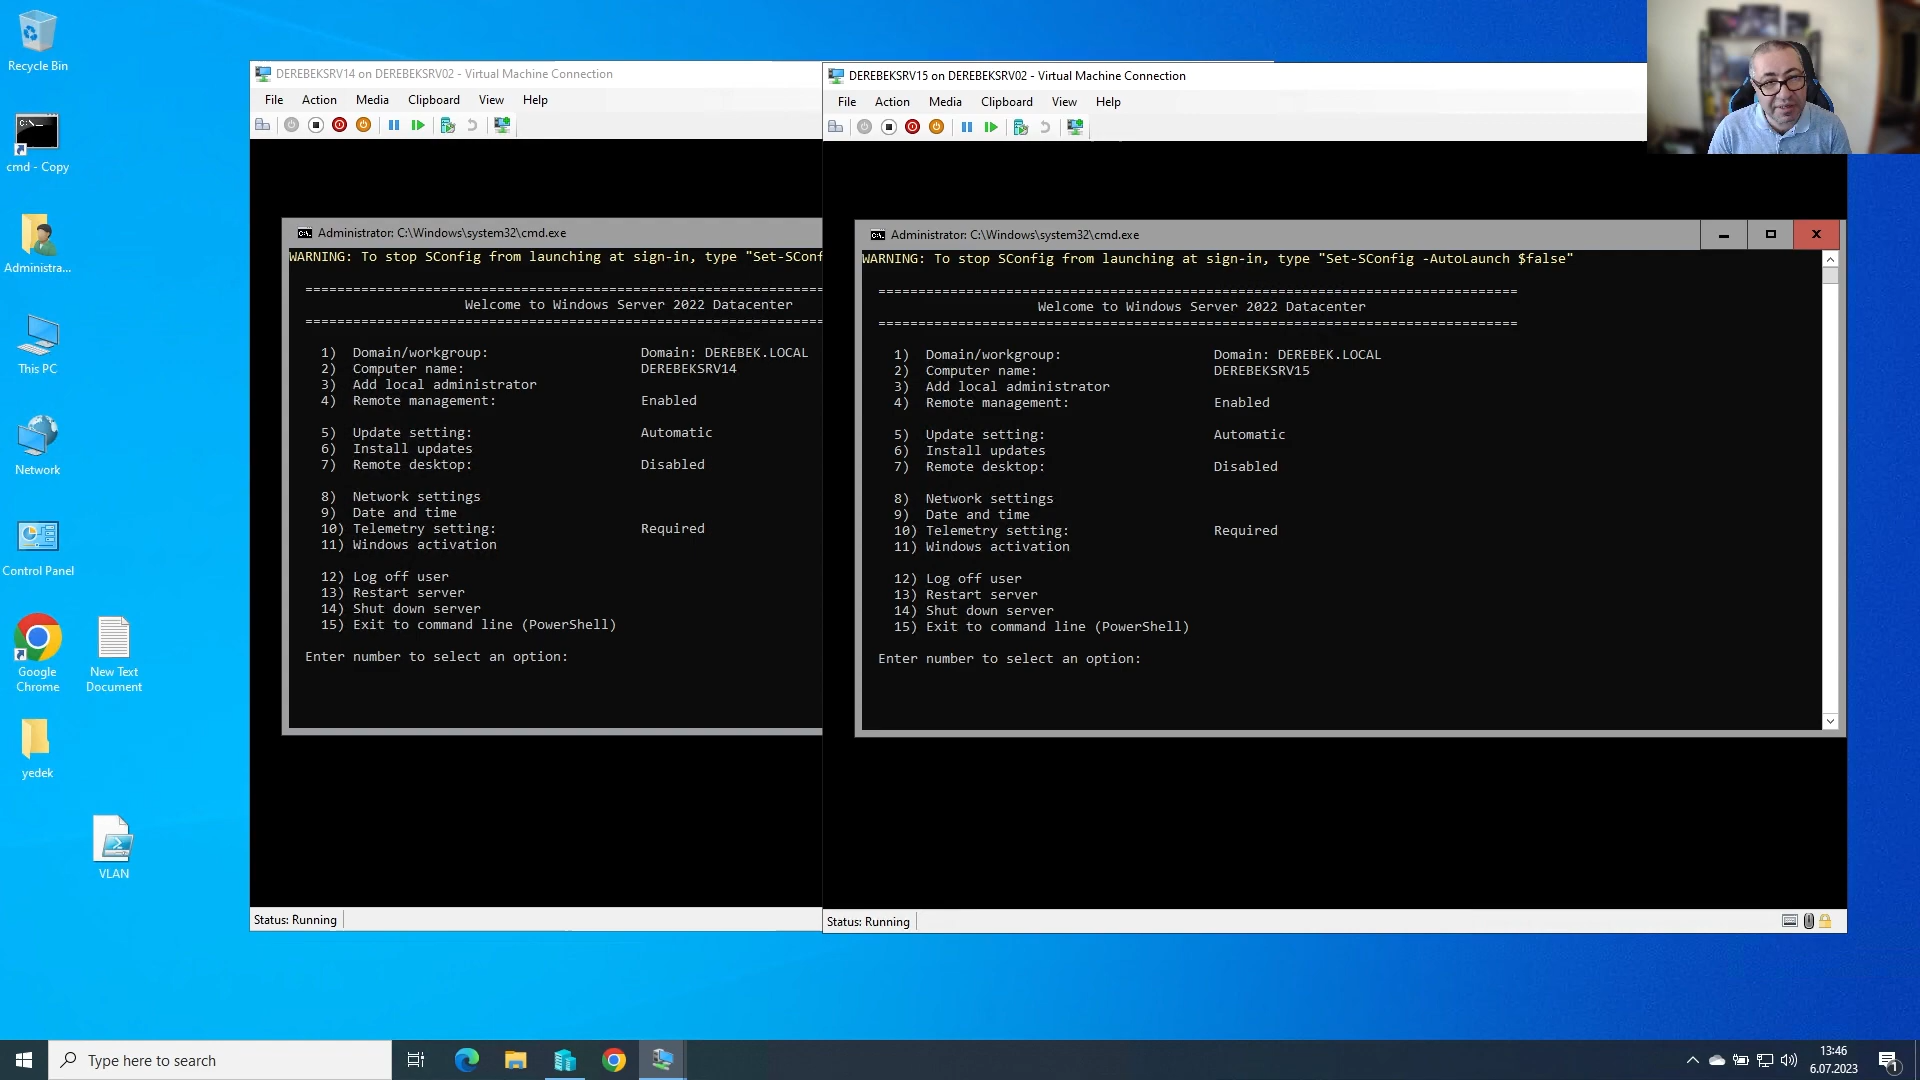 Recycle Bin
cmd - Copy
Administra...
This PC
Network
Control Panel
Google
Chrome
New Text
Document
yedek
VLAN
DEREBEKSRV14 on DEREBEKSRV02 - Virtual Machine Connection
File Action Media Clipboard View Help
Administrator: C:\Windows\system32\cmd.exe
WARNING: To stop SConfig from launching at sign-in, type "Set-SConf
================================================================
Welcome to Windows Server 2022 Datacenter
================================================================
1) Domain/workgroup: Domain: DEREBEK.LOCAL
2) Computer name: DEREBEKSRV14
3) Add local administrator
4) Remote management: Enabled
5) Update setting: Automatic
6) Install updates
7) Remote desktop: Disabled
8) Network settings
9) Date and time
10) Telemetry setting: Required
11) Windows activation
12) Log off user
13) Restart server
14) Shut down server
15) Exit to command line (PowerShell)
Enter number to select an option:
Status: Running
DEREBEKSRV15 on DEREBEKSRV02 - Virtual Machine Connection
File Action Media Clipboard View Help
Administrator: C:\Windows\system32\cmd.exe
WARNING: To stop SConfig from launching at sign-in, type "Set-SConfig -AutoLaunch $false"
================================================================================
Welcome to Windows Server 2022 Datacenter
================================================================================
1) Domain/workgroup: Domain: DEREBEK.LOCAL
2) Computer name: DEREBEKSRV15
3) Add local administrator
4) Remote management: Enabled
5) Update setting: Automatic
6) Install updates
7) Remote desktop: Disabled
8) Network settings
9) Date and time
10) Telemetry setting: Required
11) Windows activation
12) Log off user
13) Restart server
14) Shut down server
15) Exit to command line (PowerShell)
Enter number to select an option:
Status: Running
Type here to search
13:46
6.07.2023
1